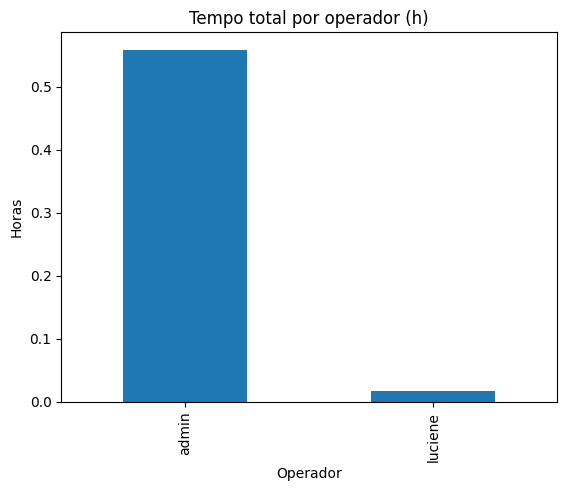 Tempo total por operador (h)
Horas
0.5
0.4
0.3
0.2
0.1
0.0
admin
luciene
Operador